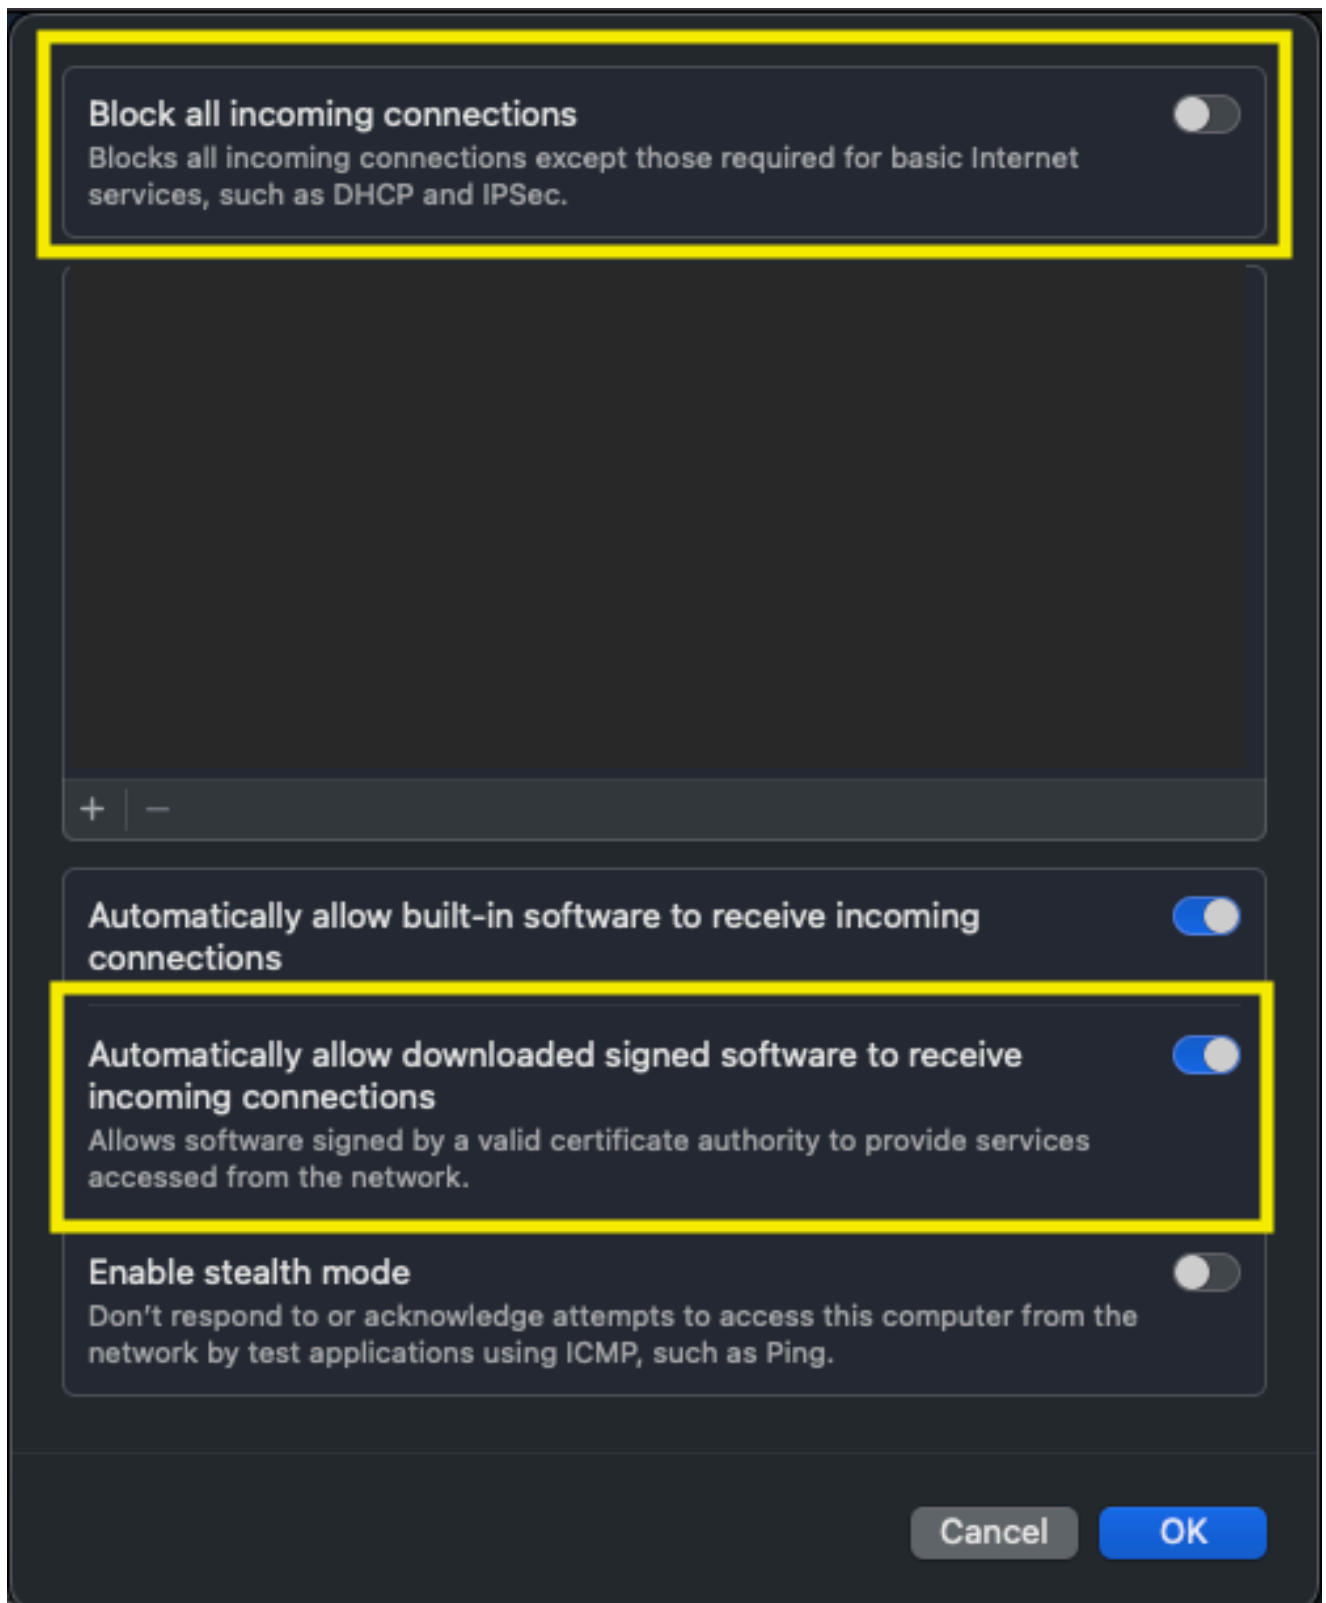 Block all incoming connections
Blocks all incoming connections except those required for basic Internet
services, such as DHCP and IPSec.
+ −
Automatically allow built-in software to receive incoming
connections
Automatically allow downloaded signed software to receive
incoming connections
Allows software signed by a valid certificate authority to provide services
accessed from the network.
Enable stealth mode
Don't respond to or acknowledge attempts to access this computer from the
network by test applications using ICMP, such as Ping.
Cancel OK